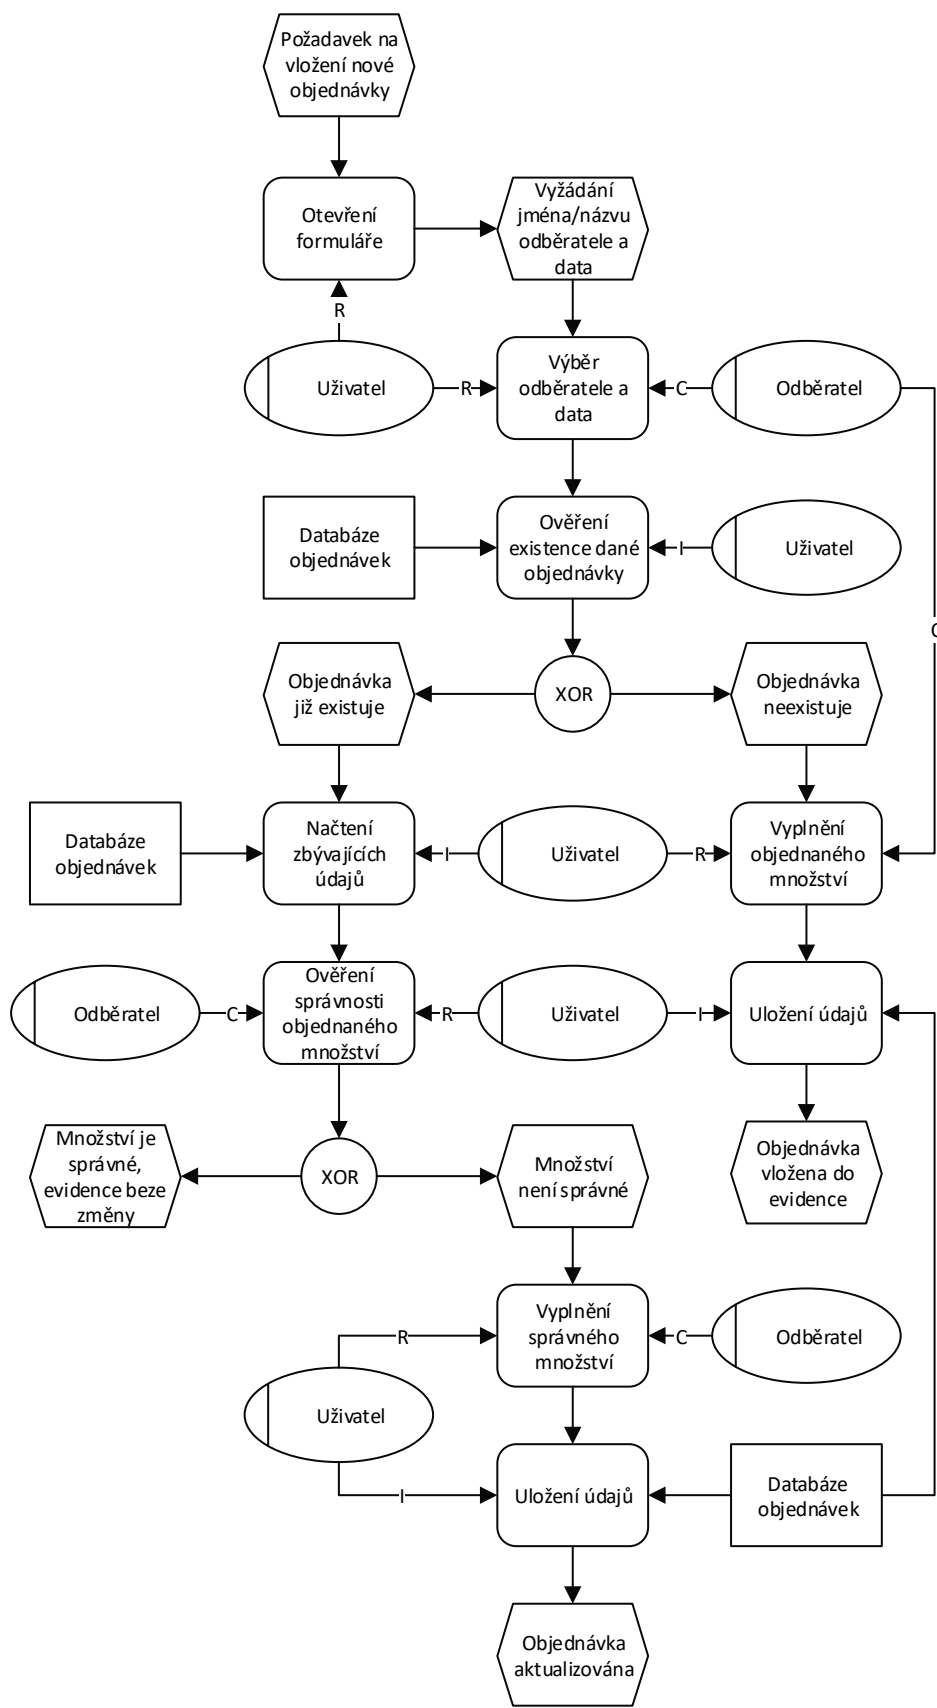 Požadavek na
vložení nové
objednávky
Otevření
formuláře
Vyžádání
jména/názvu
odběratele a
data
R
Uživatel
R
Výběr
odběratele a
data
C
Odběratel
Databáze
objednávek
Ověření
existence dané
objednávky
I
Uživatel
C
Objednávka
již existuje
XOR
Objednávka
neexistuje
Databáze
objednávek
Načtení
zbývajících
údajů
I
Uživatel
R
Vyplnění
objednaného
množství
Odběratel
C
Ověření
správnosti
objednaného
množství
R
Uživatel
I
Uložení údajů
Množství je
správné,
evidence beze
změny
XOR
Množství
není správné
Objednávka
vložena do
evidence
R
Vyplnění
správného
množství
C
Odběratel
Uživatel
I
Uložení údajů
Databáze
objednávek
Objednávka
aktualizována